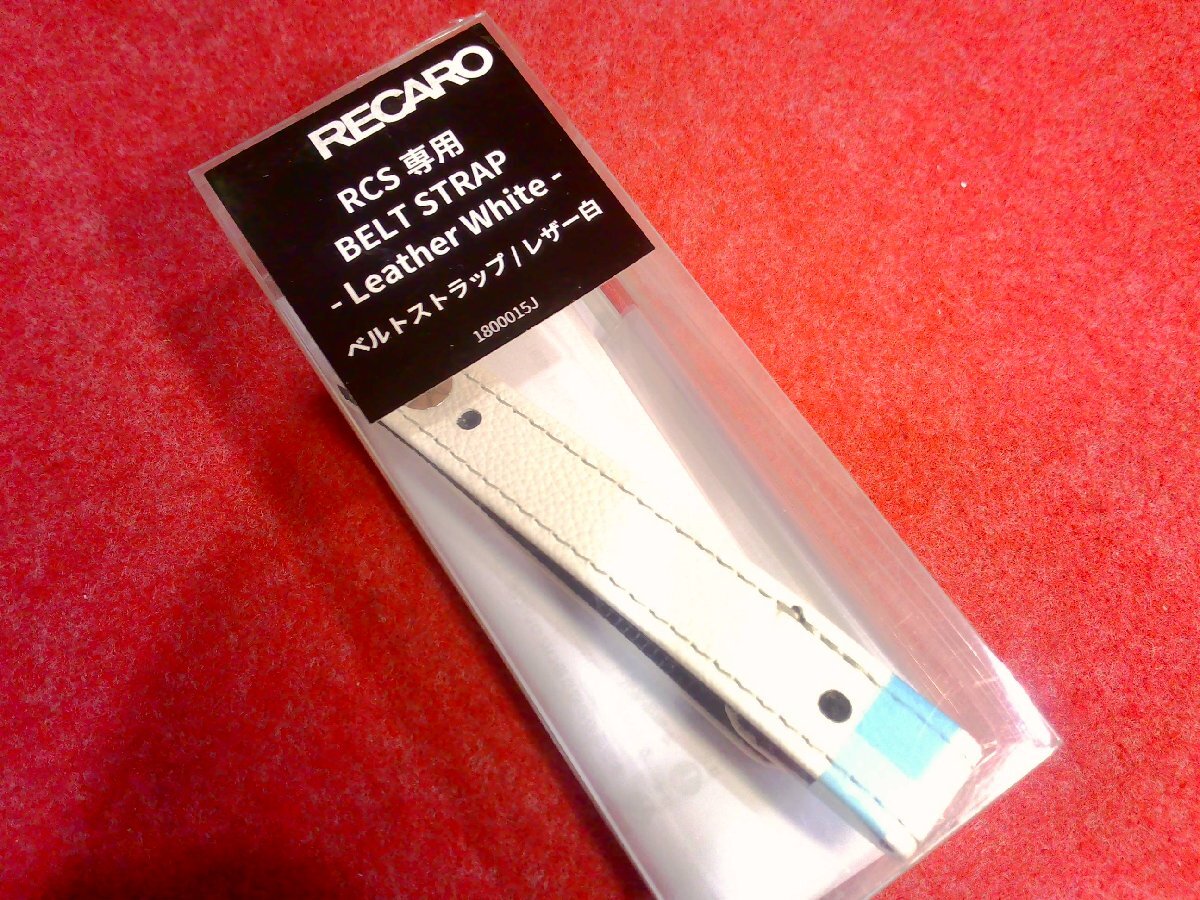 RECARO
RCS 専用
BELT STRAP
- Leather White -
ベルトストラップ / レザー白
1800015J